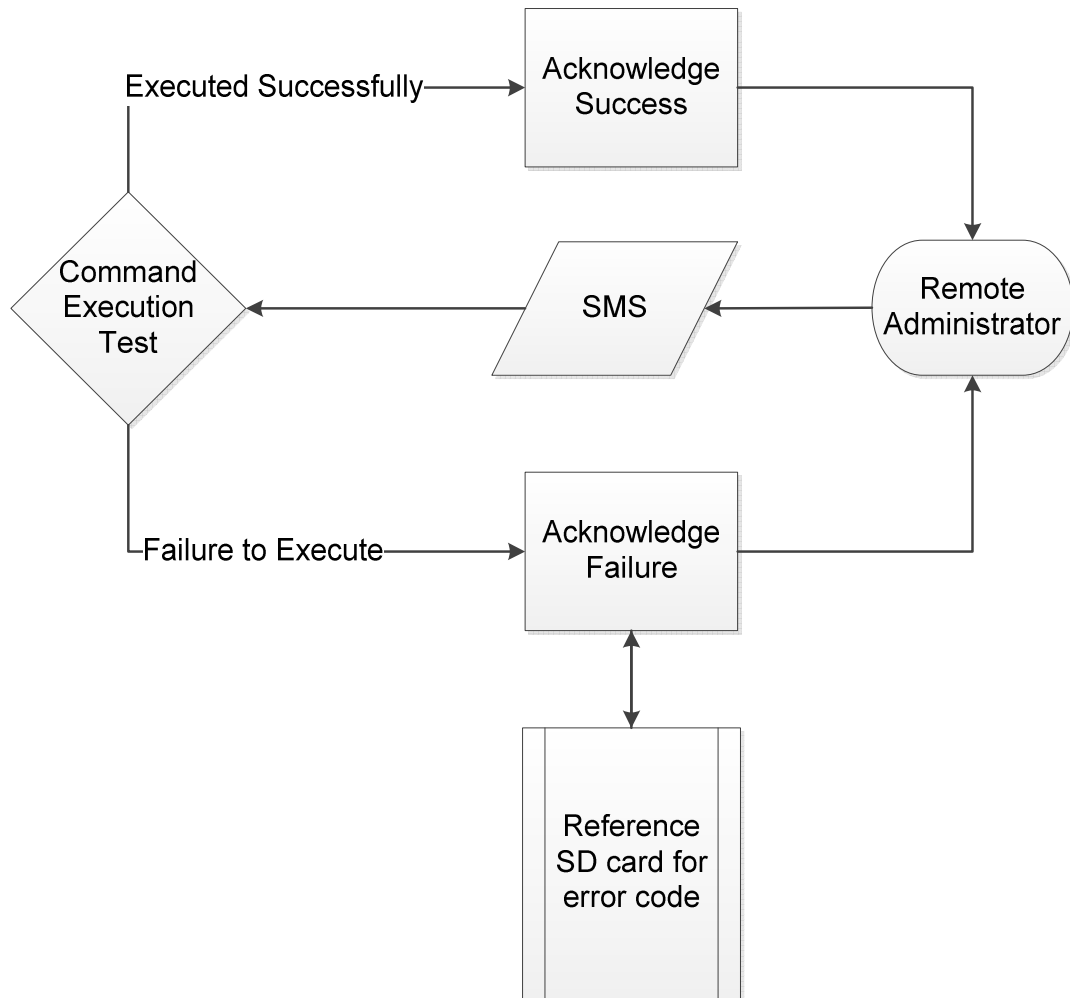 Executed Successfully
Acknowledge
Success
Command
Execution
Test
SMS
Remote
Administrator
Failure to Execute
Acknowledge
Failure
Reference
SD card for
error code